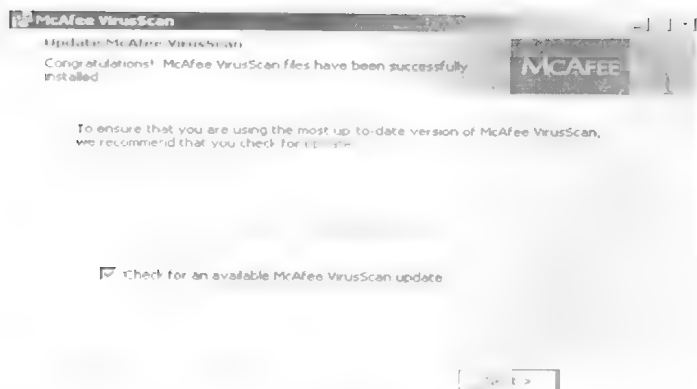 McAfee VirusScan
Update McAfee VirusScan
Congratulations! McAfee VirusScan files have been successfully
installed
MCAFEE
To ensure that you are using the most up to-date version of McAfee VirusScan,
we recommend that you check for
Check for an available McAfee VirusScan update